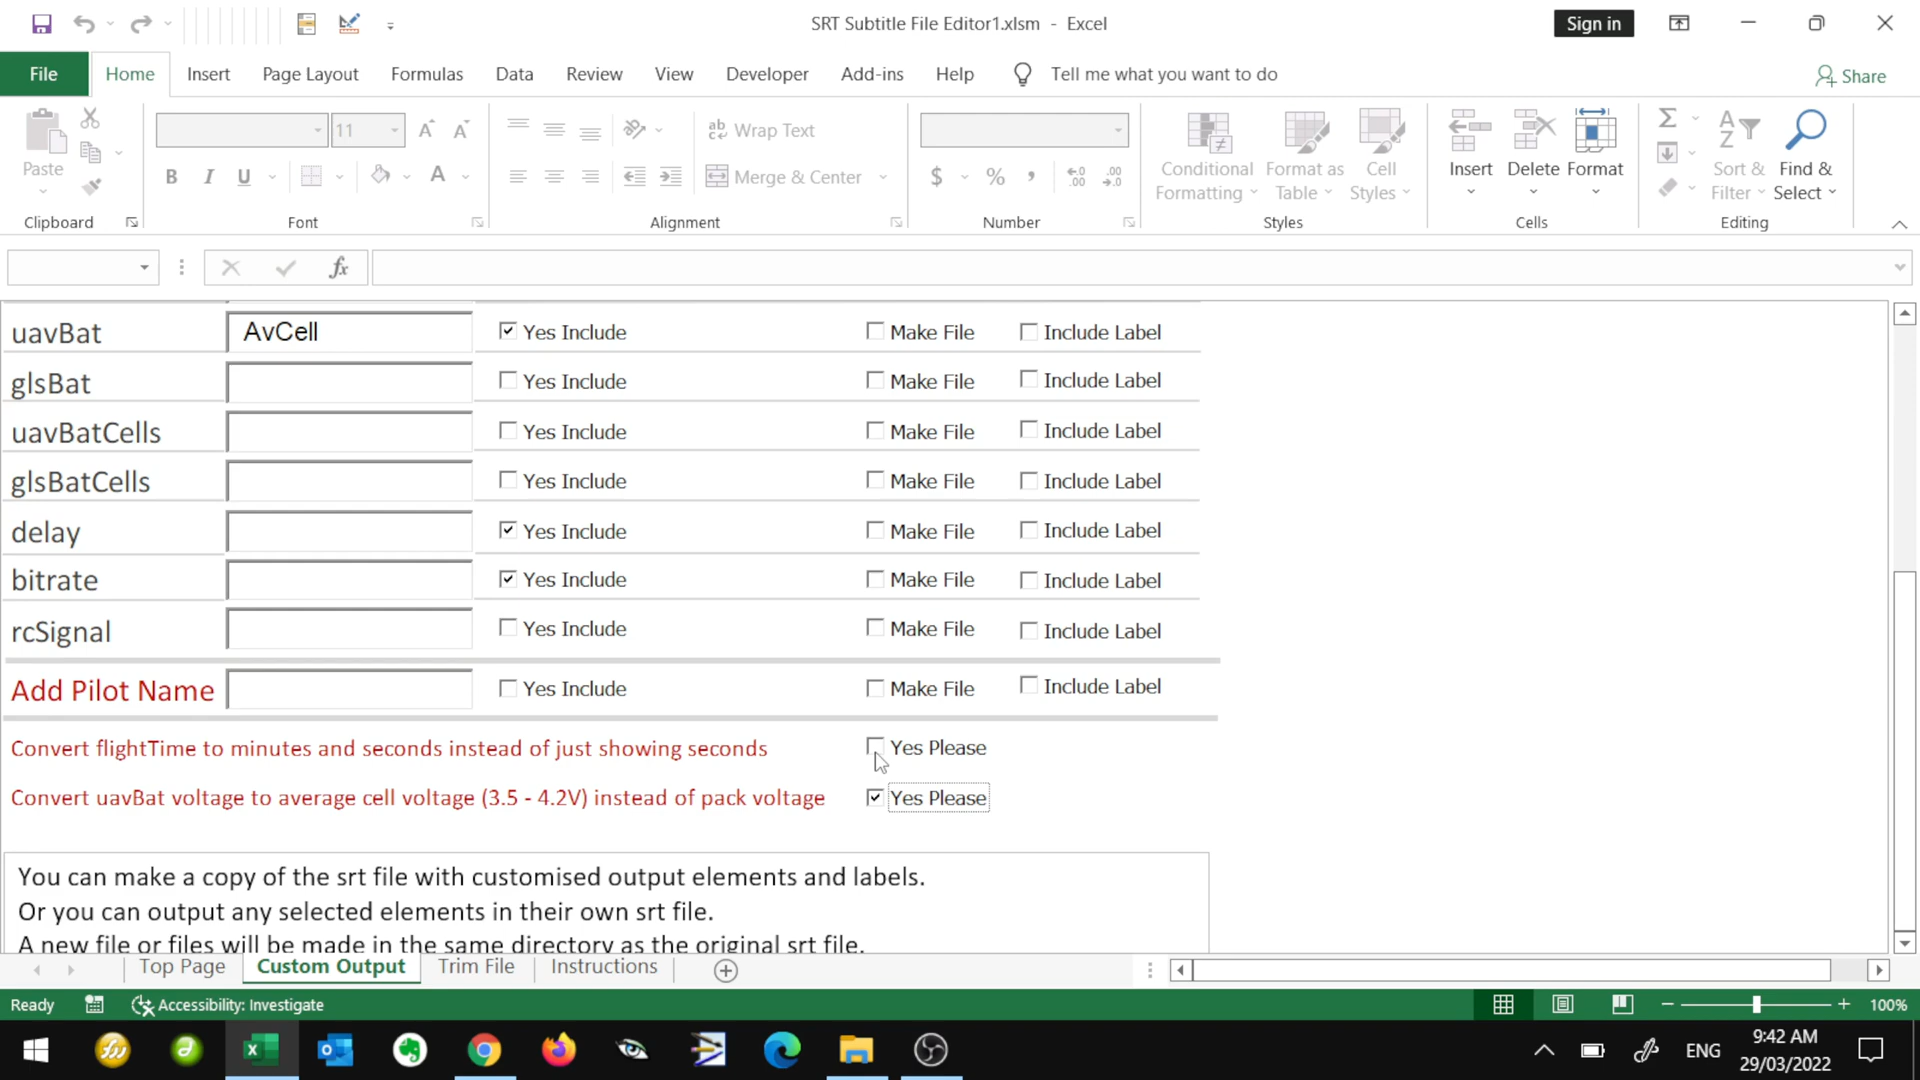 SRT Subtitle File Editor1.xlsm - Excel
Sign in
File Home Insert Page Layout Formulas Data Review View Developer Add-ins Help Tell me what you want to do
Share
Paste
11
B I U A
ab Wrap Text
Merge & Center
$ % ,
Conditional Formatting
Format as Table
Cell Styles
Insert
Delete
Format
Sort & Filter
Find & Select
Clipboard Font Alignment Number Styles Cells Editing
fx
uavBat AvCell Yes Include Make File Include Label
glsBat Yes Include Make File Include Label
uavBatCells Yes Include Make File Include Label
glsBatCells Yes Include Make File Include Label
delay Yes Include Make File Include Label
bitrate Yes Include Make File Include Label
rcSignal Yes Include Make File Include Label
Add Pilot Name Yes Include Make File Include Label
Convert flightTime to minutes and seconds instead of just showing seconds Yes Please
Convert uavBat voltage to average cell voltage (3.5 - 4.2V) instead of pack voltage Yes Please
You can make a copy of the srt file with customised output elements and labels.
Or you can output any selected elements in their own srt file.
A new file or files will be made in the same directory as the original srt file.
Top Page Custom Output Trim File Instructions
Ready Accessibility: Investigate 100%
ENG
9:42 AM
29/03/2022